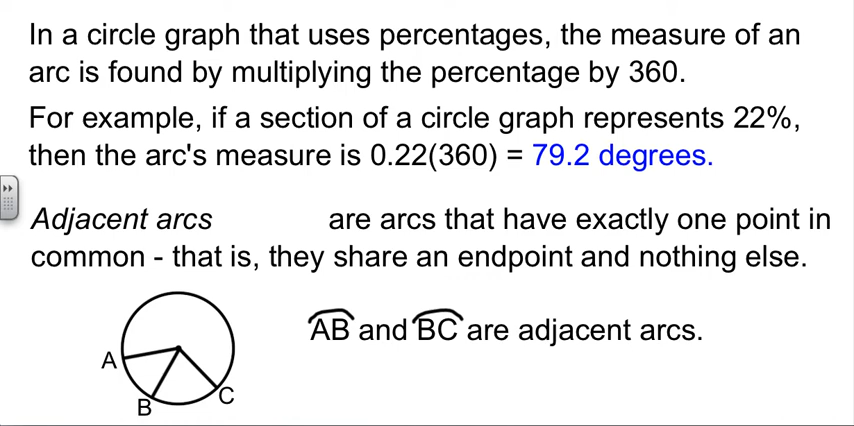 In a circle graph that uses percentages, the measure of an
arc is found by multiplying the percentage by 360.
For example, if a section of a circle graph represents 22%,
then the arc's measure is 0.22(360) = 79.2 degrees.
Adjacent arcs are arcs that have exactly one point in
common - that is, they share an endpoint and nothing else.
AB and BC are adjacent arcs.
A
B
C